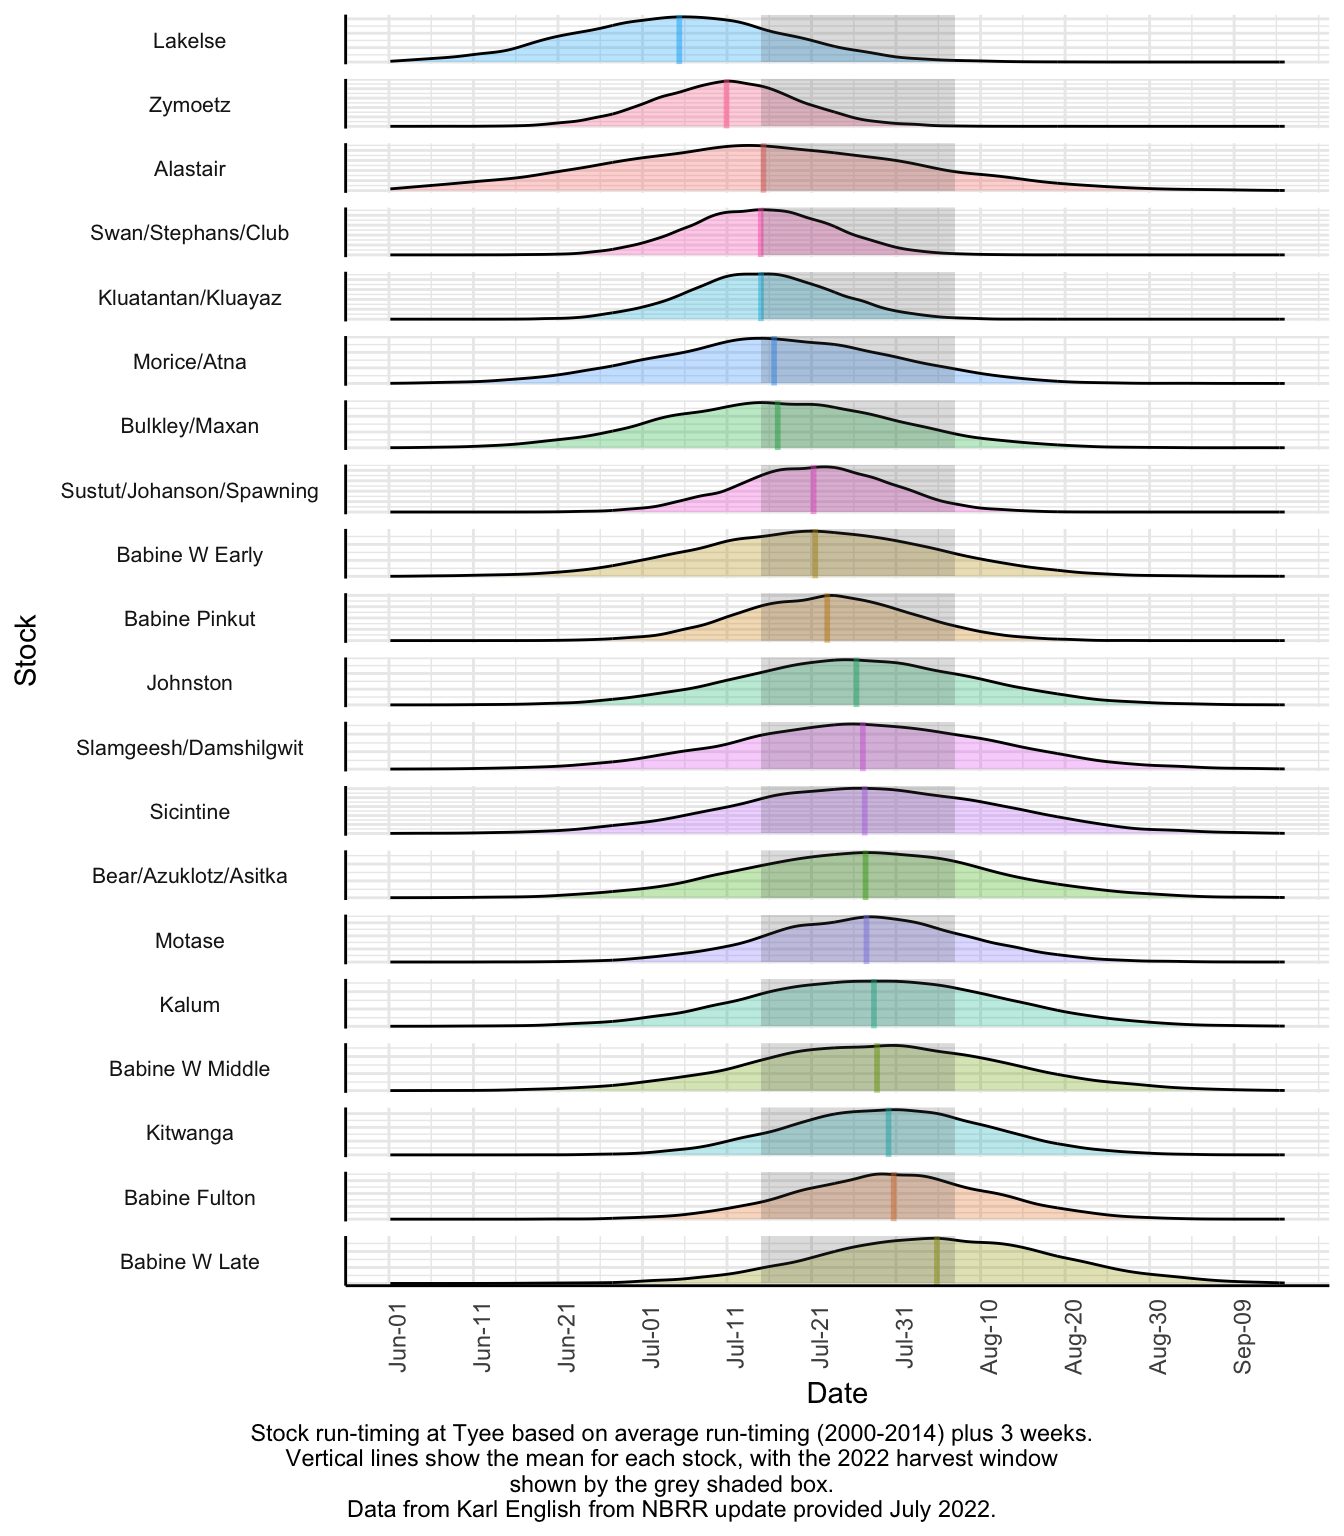 Lakelse
Zymoetz
Alastair
Swan/Stephans/Club
Kluatantan/Kluayaz
Morice/Atna
Bulkley/Maxan
Sustut/Johanson/Spawning
Babine W Early
Babine Pinkut
Johnston
Slamgeesh/Damshilgwit
Sicintine
Bear/Azuklotz/Asitka
Motase
Kalum
Babine W Middle
Kitwanga
Babine Fulton
Babine W Late
Stock
Jun-01
Jun-11
Jun-21
Jul-01
Jul-11
Jul-21
Jul-31
Aug-10
Aug-20
Aug-30
Sep-09
Date
Stock run-timing at Tyee based on average run-timing (2000-2014) plus 3 weeks.
Vertical lines show the mean for each stock, with the 2022 harvest window
shown by the grey shaded box.
Data from Karl English from NBRR update provided July 2022.